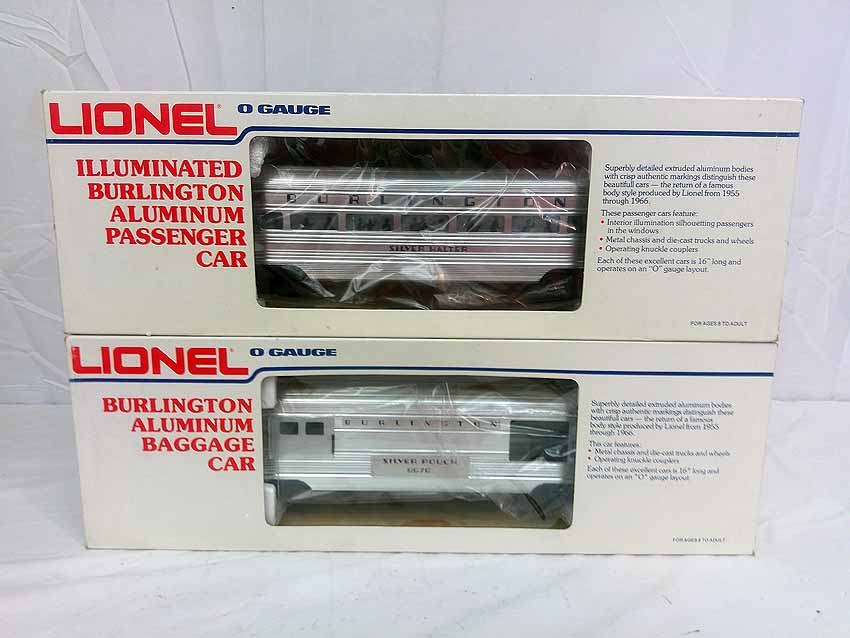 LIONEL
O GAUGE
ILLUMINATED
BURLINGTON
ALUMINUM
PASSENGER
CAR
BURLINGTON
SILVER HALTER
Superbly detailed extruded aluminum bodies
with crisp authentic markings distinguish these
beautiful cars — the return of a famous
body style produced by Lionel from 1955
through 1966.
These passenger cars feature:
• Interior illumination silhouetting passengers
in the windows
• Metal chassis and die-cast trucks and wheels
• Operating knuckle couplers
Each of these excellent cars is 16" long and
operates on an "O" gauge layout.
FOR AGES 8 TO ADULT
LIONEL
O GAUGE
BURLINGTON
ALUMINUM
BAGGAGE
CAR
BURLINGTON
SILVER POUCH
Superbly detailed extruded aluminum bodies
with crisp authentic markings distinguish these
beautiful cars — the return of a famous
body style produced by Lionel from 1955
through 1966.
This car features:
• Metal chassis and die-cast trucks and wheels
• Operating knuckle couplers
Each of these excellent cars is 16" long and
operates on an "O" gauge layout.
FOR AGES 8 TO ADULT